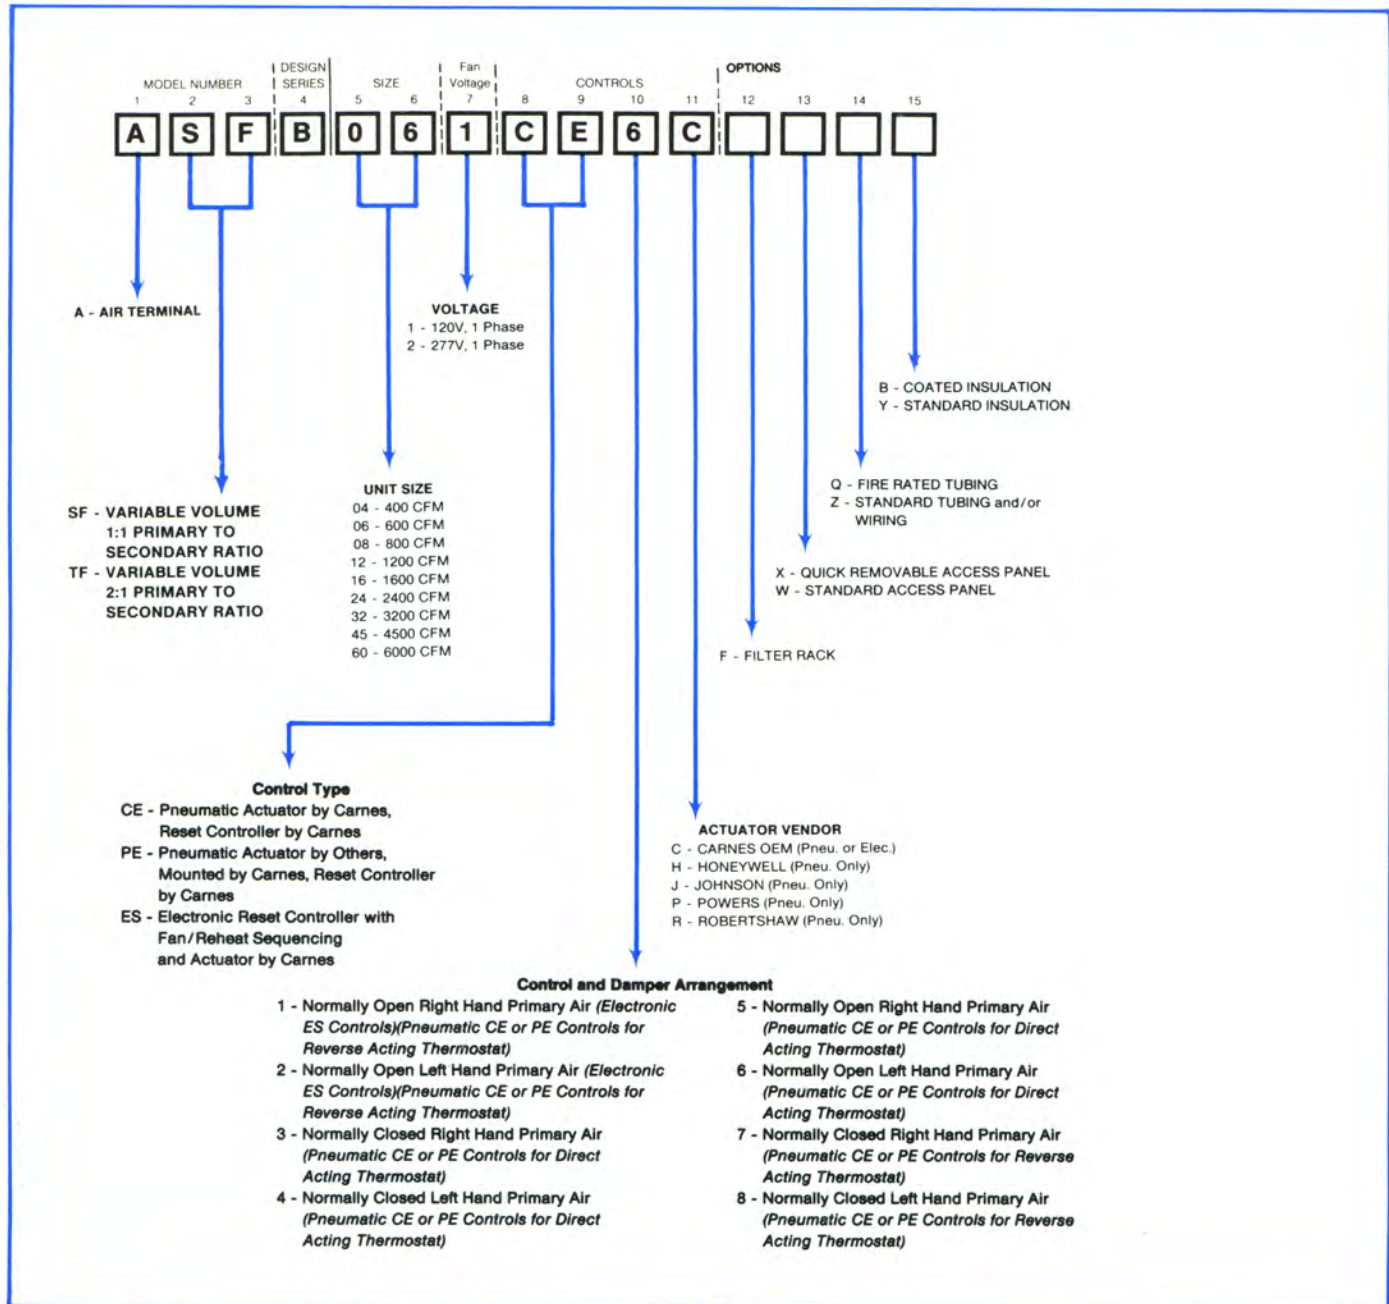 MODEL NUMBER
DESIGN
SERIES
SIZE
Fan
Voltage
CONTROLS
OPTIONS
1 2 3 4 5 6 7 8 9 10 11 12 13 14 15
A S F B 0 6 1 C E 6 C
A - AIR TERMINAL
VOLTAGE
1 - 120V, 1 Phase
2 - 277V, 1 Phase
B - COATED INSULATION
Y - STANDARD INSULATION
SF - VARIABLE VOLUME
1:1 PRIMARY TO
SECONDARY RATIO
TF - VARIABLE VOLUME
2:1 PRIMARY TO
SECONDARY RATIO
UNIT SIZE
04 - 400 CFM
06 - 600 CFM
08 - 800 CFM
12 - 1200 CFM
16 - 1600 CFM
24 - 2400 CFM
32 - 3200 CFM
45 - 4500 CFM
60 - 6000 CFM
Q - FIRE RATED TUBING
Z - STANDARD TUBING and/or
WIRING
X - QUICK REMOVABLE ACCESS PANEL
W - STANDARD ACCESS PANEL
F - FILTER RACK
Control Type
CE - Pneumatic Actuator by Carnes,
Reset Controller by Carnes
PE - Pneumatic Actuator by Others,
Mounted by Carnes, Reset Controller
by Carnes
ES - Electronic Reset Controller with
Fan/Reheat Sequencing
and Actuator by Carnes
ACTUATOR VENDOR
C - CARNES OEM (Pneu. or Elec.)
H - HONEYWELL (Pneu. Only)
J - JOHNSON (Pneu. Only)
P - POWERS (Pneu. Only)
R - ROBERTSHAW (Pneu. Only)
Control and Damper Arrangement
1 - Normally Open Right Hand Primary Air (Electronic
ES Controls)(Pneumatic CE or PE Controls for
Reverse Acting Thermostat)
2 - Normally Open Left Hand Primary Air (Electronic
ES Controls)(Pneumatic CE or PE Controls for
Reverse Acting Thermostat)
3 - Normally Closed Right Hand Primary Air
(Pneumatic CE or PE Controls for Direct
Acting Thermostat)
4 - Normally Closed Left Hand Primary Air
(Pneumatic CE or PE Controls for Direct
Acting Thermostat)
5 - Normally Open Right Hand Primary Air
(Pneumatic CE or PE Controls for Direct
Acting Thermostat)
6 - Normally Open Left Hand Primary Air
(Pneumatic CE or PE Controls for Direct
Acting Thermostat)
7 - Normally Closed Right Hand Primary Air
(Pneumatic CE or PE Controls for Reverse
Acting Thermostat)
8 - Normally Closed Left Hand Primary Air
(Pneumatic CE or PE Controls for Reverse
Acting Thermostat)